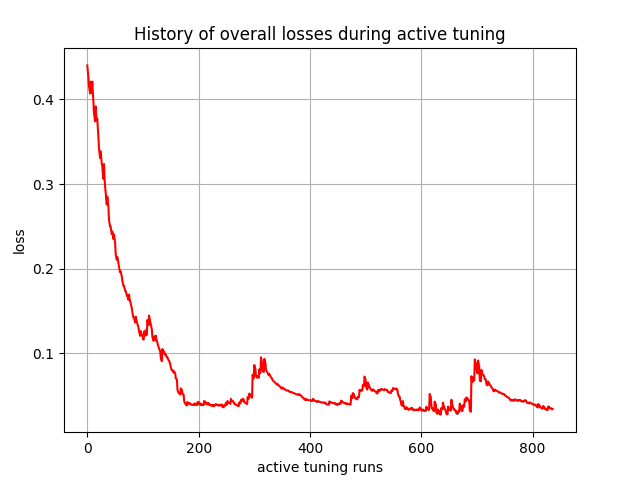 History of overall losses during active tuning
0.4
0.3
0.2
0.1
loss
0 200 400 600 800
active tuning runs